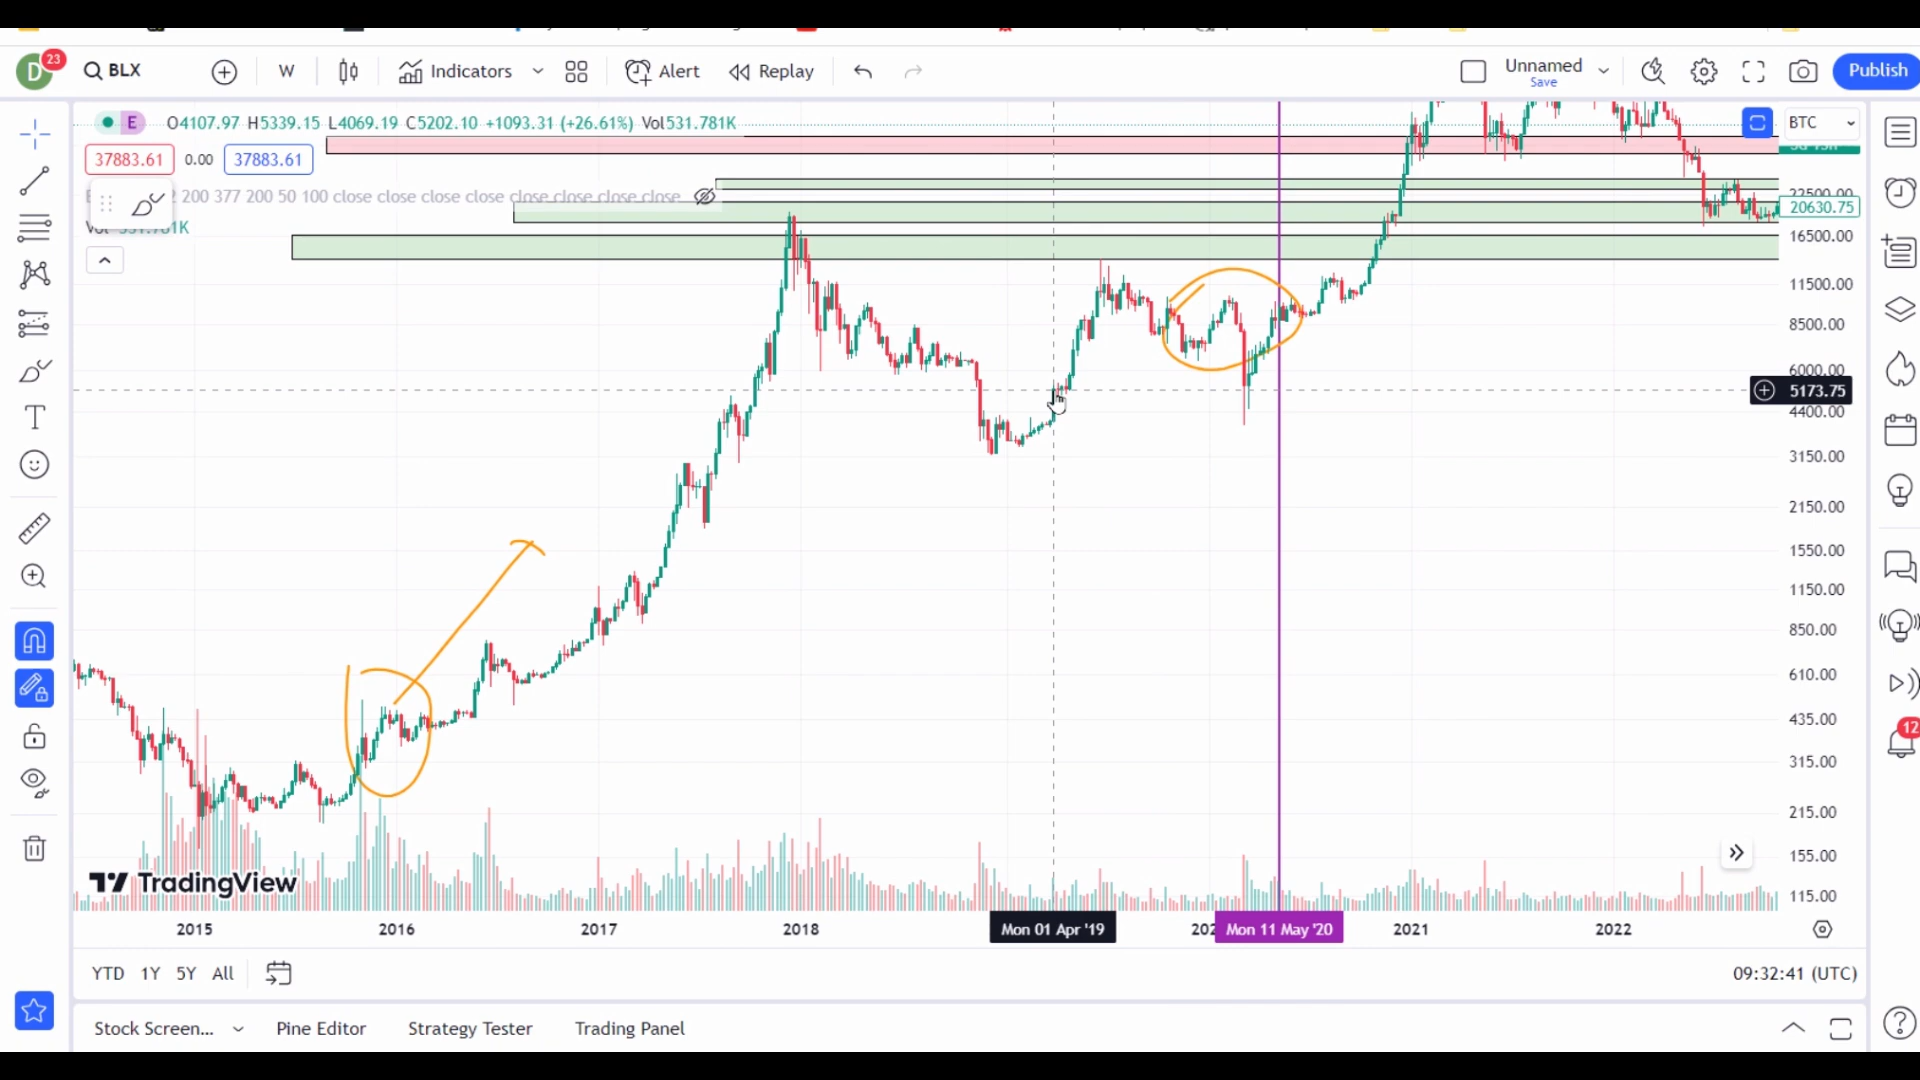 D 23 BLX W Indicators Alert Replay Unnamed Save Publish
E O4107.97 H5339.15 L4069.19 C5202.10 +1093.31 (+26.61%) Vol531.781K BTC
37883.61 0.00 37883.61
2 200 377 200 50 100 close close close close close close close close
22500.00
20630.75
16500.00
11500.00
8500.00
6000.00
5173.75
4400.00
3150.00
2150.00
1550.00
1150.00
850.00
610.00
435.00
315.00
215.00
155.00
115.00
12
TradingView
2015 2016 2017 2018 Mon 01 Apr '19 Mon 11 May '20 2021 2022
YTD 1Y 5Y All 09:32:41 (UTC)
Stock Screen... Pine Editor Strategy Tester Trading Panel